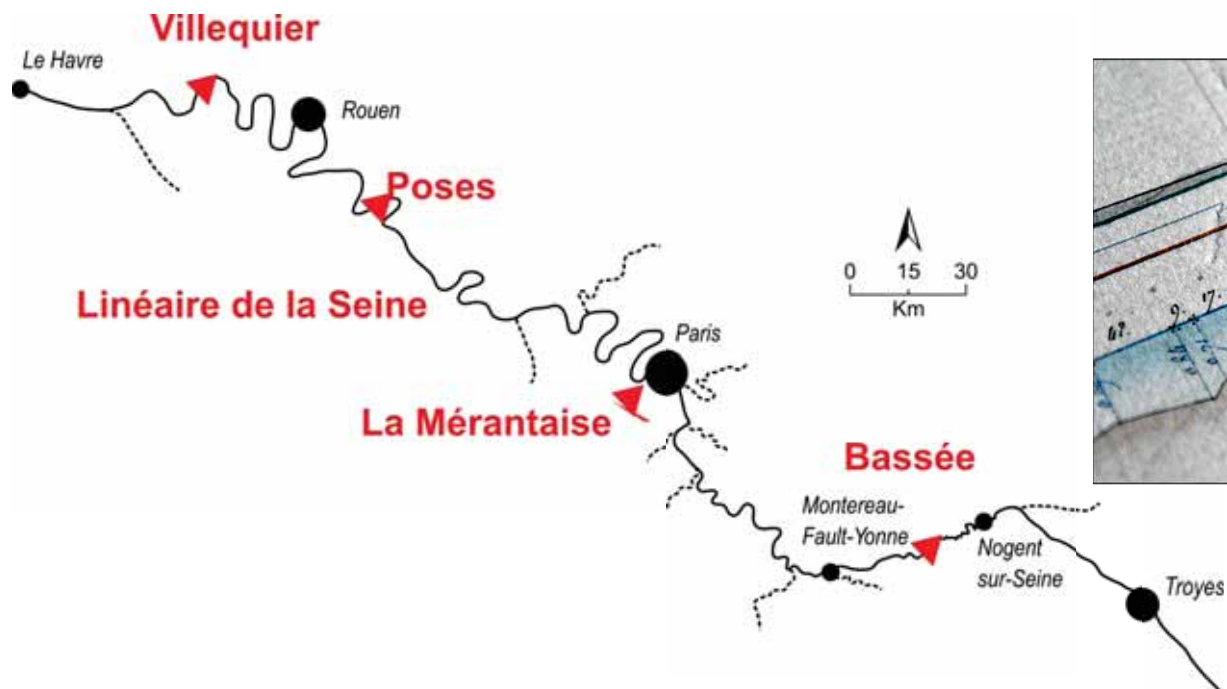 Villequier
Le Havre
Rouen
Poses
Linéaire de la Seine
0 15 30
Km
Paris
La Mérantaise
Bassée
Montereau-
Fault-Yonne
Nogent
sur-Seine
Troyes